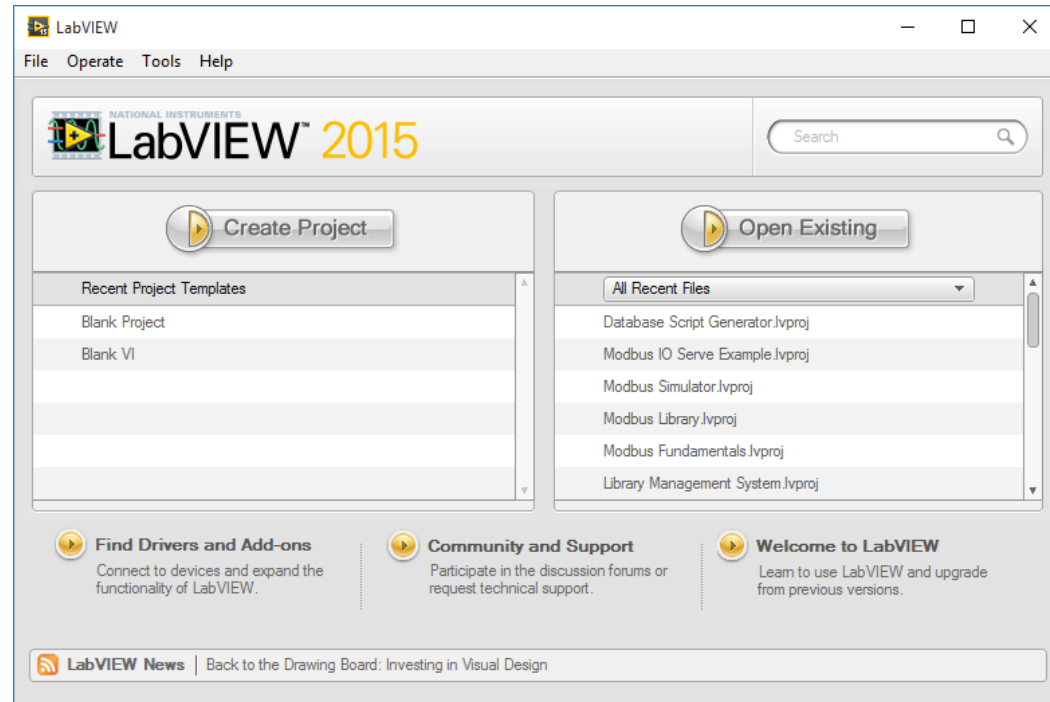 LabVIEW
File Operate Tools Help
NATIONAL INSTRUMENTS
LabVIEW™ 2015
Search
Create Project
Recent Project Templates
Blank Project
Blank VI
Open Existing
All Recent Files
Database Script Generator.lvproj
Modbus IO Serve Example.lvproj
Modbus Simulator.lvproj
Modbus Library.lvproj
Modbus Fundamentals.lvproj
Library Management System.lvproj
Find Drivers and Add-ons
Connect to devices and expand the
functionality of LabVIEW.
Community and Support
Participate in the discussion forums or
request technical support.
Welcome to LabVIEW
Learn to use LabVIEW and upgrade
from previous versions.
LabVIEW News | Back to the Drawing Board: Investing in Visual Design